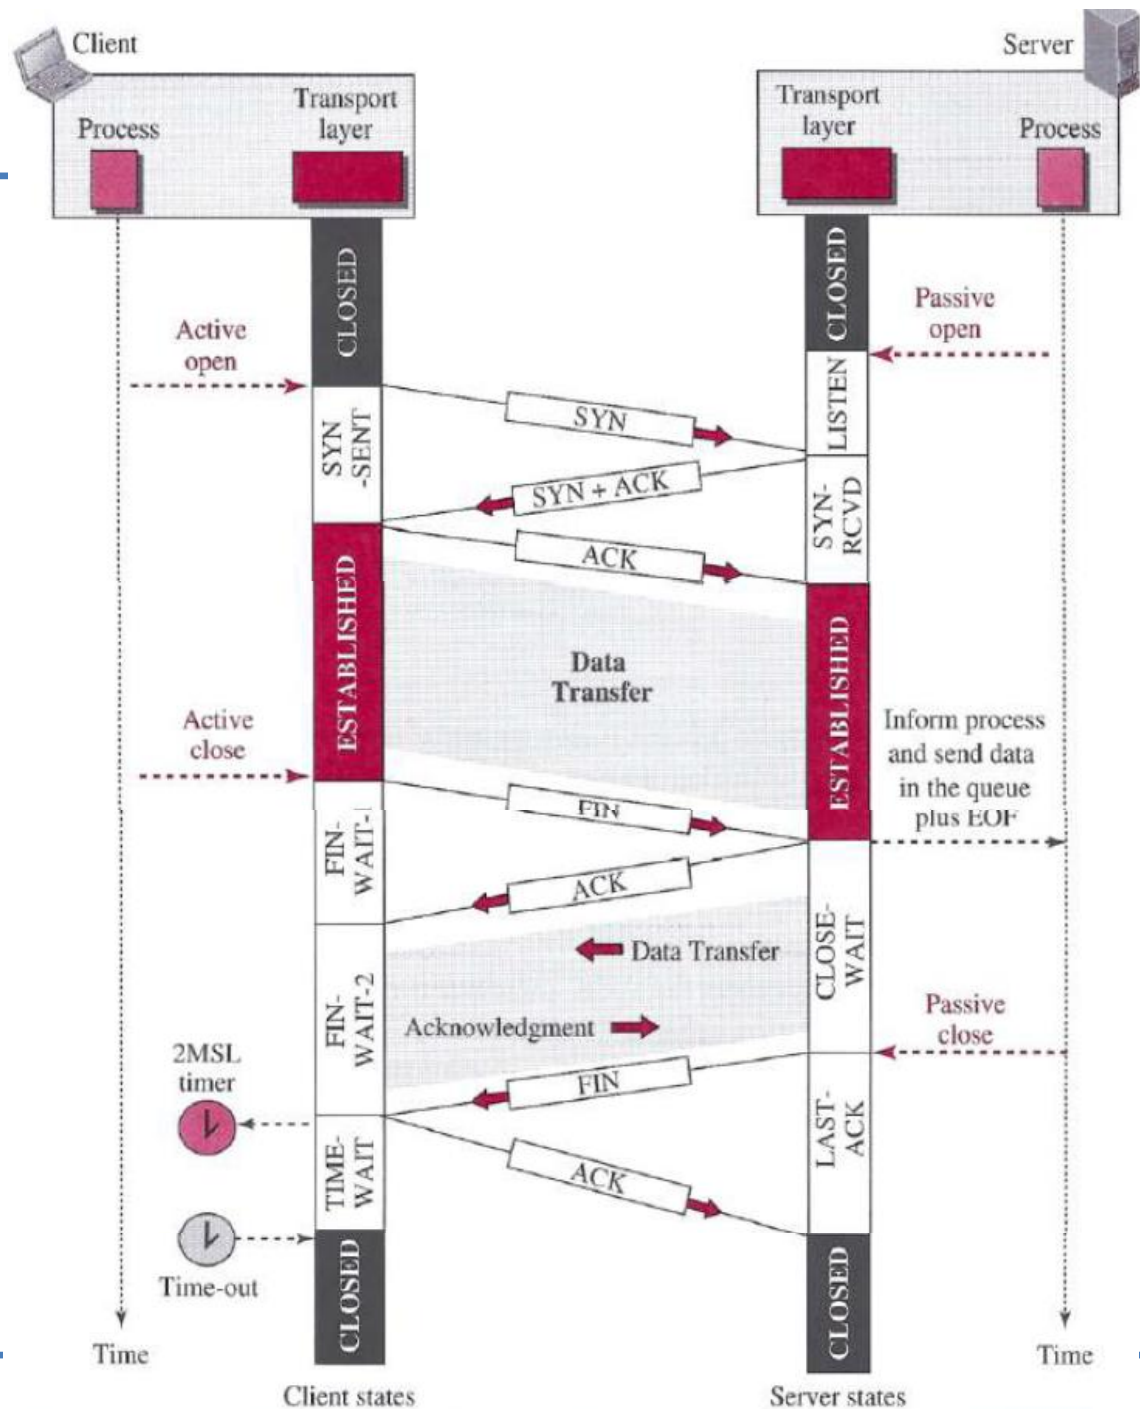 Client
Server
Transport
layer
Process
Transport
layer
Process
CLOSED
CLOSED
Passive
open
Active
open
LISTEN
SYN
SYN
-SENT
SYN + ACK
SYN-
RCVD
ACK
ESTABLISHED
Data
Transfer
ESTABLISHED
Active
close
Inform process
and send data
in the queue
plus EOF
FIN
FIN-
WAIT-1
ACK
Data Transfer
CLOSE-
WAIT
FIN-
WAIT-2
Acknowledgment
Passive
close
2MSL
timer
FIN
LAST-
ACK
TIME-
WAIT
ACK
Time-out
CLOSED
CLOSED
Time
Time
Client states
Server states